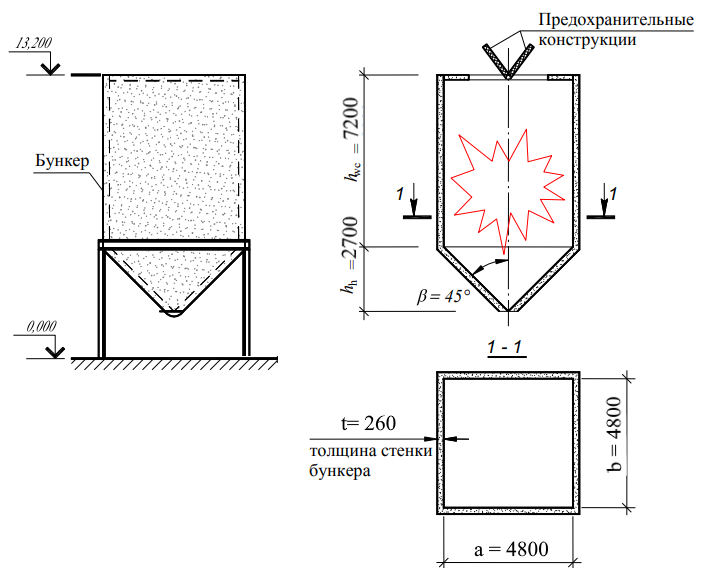 13,200
Бункер
0,000
Предохранительные
конструкции
h_wc = 7200
1
1
h_h =2700
β = 45°
1 - 1
t= 260
толщина стенки
бункера
b = 4800
a = 4800